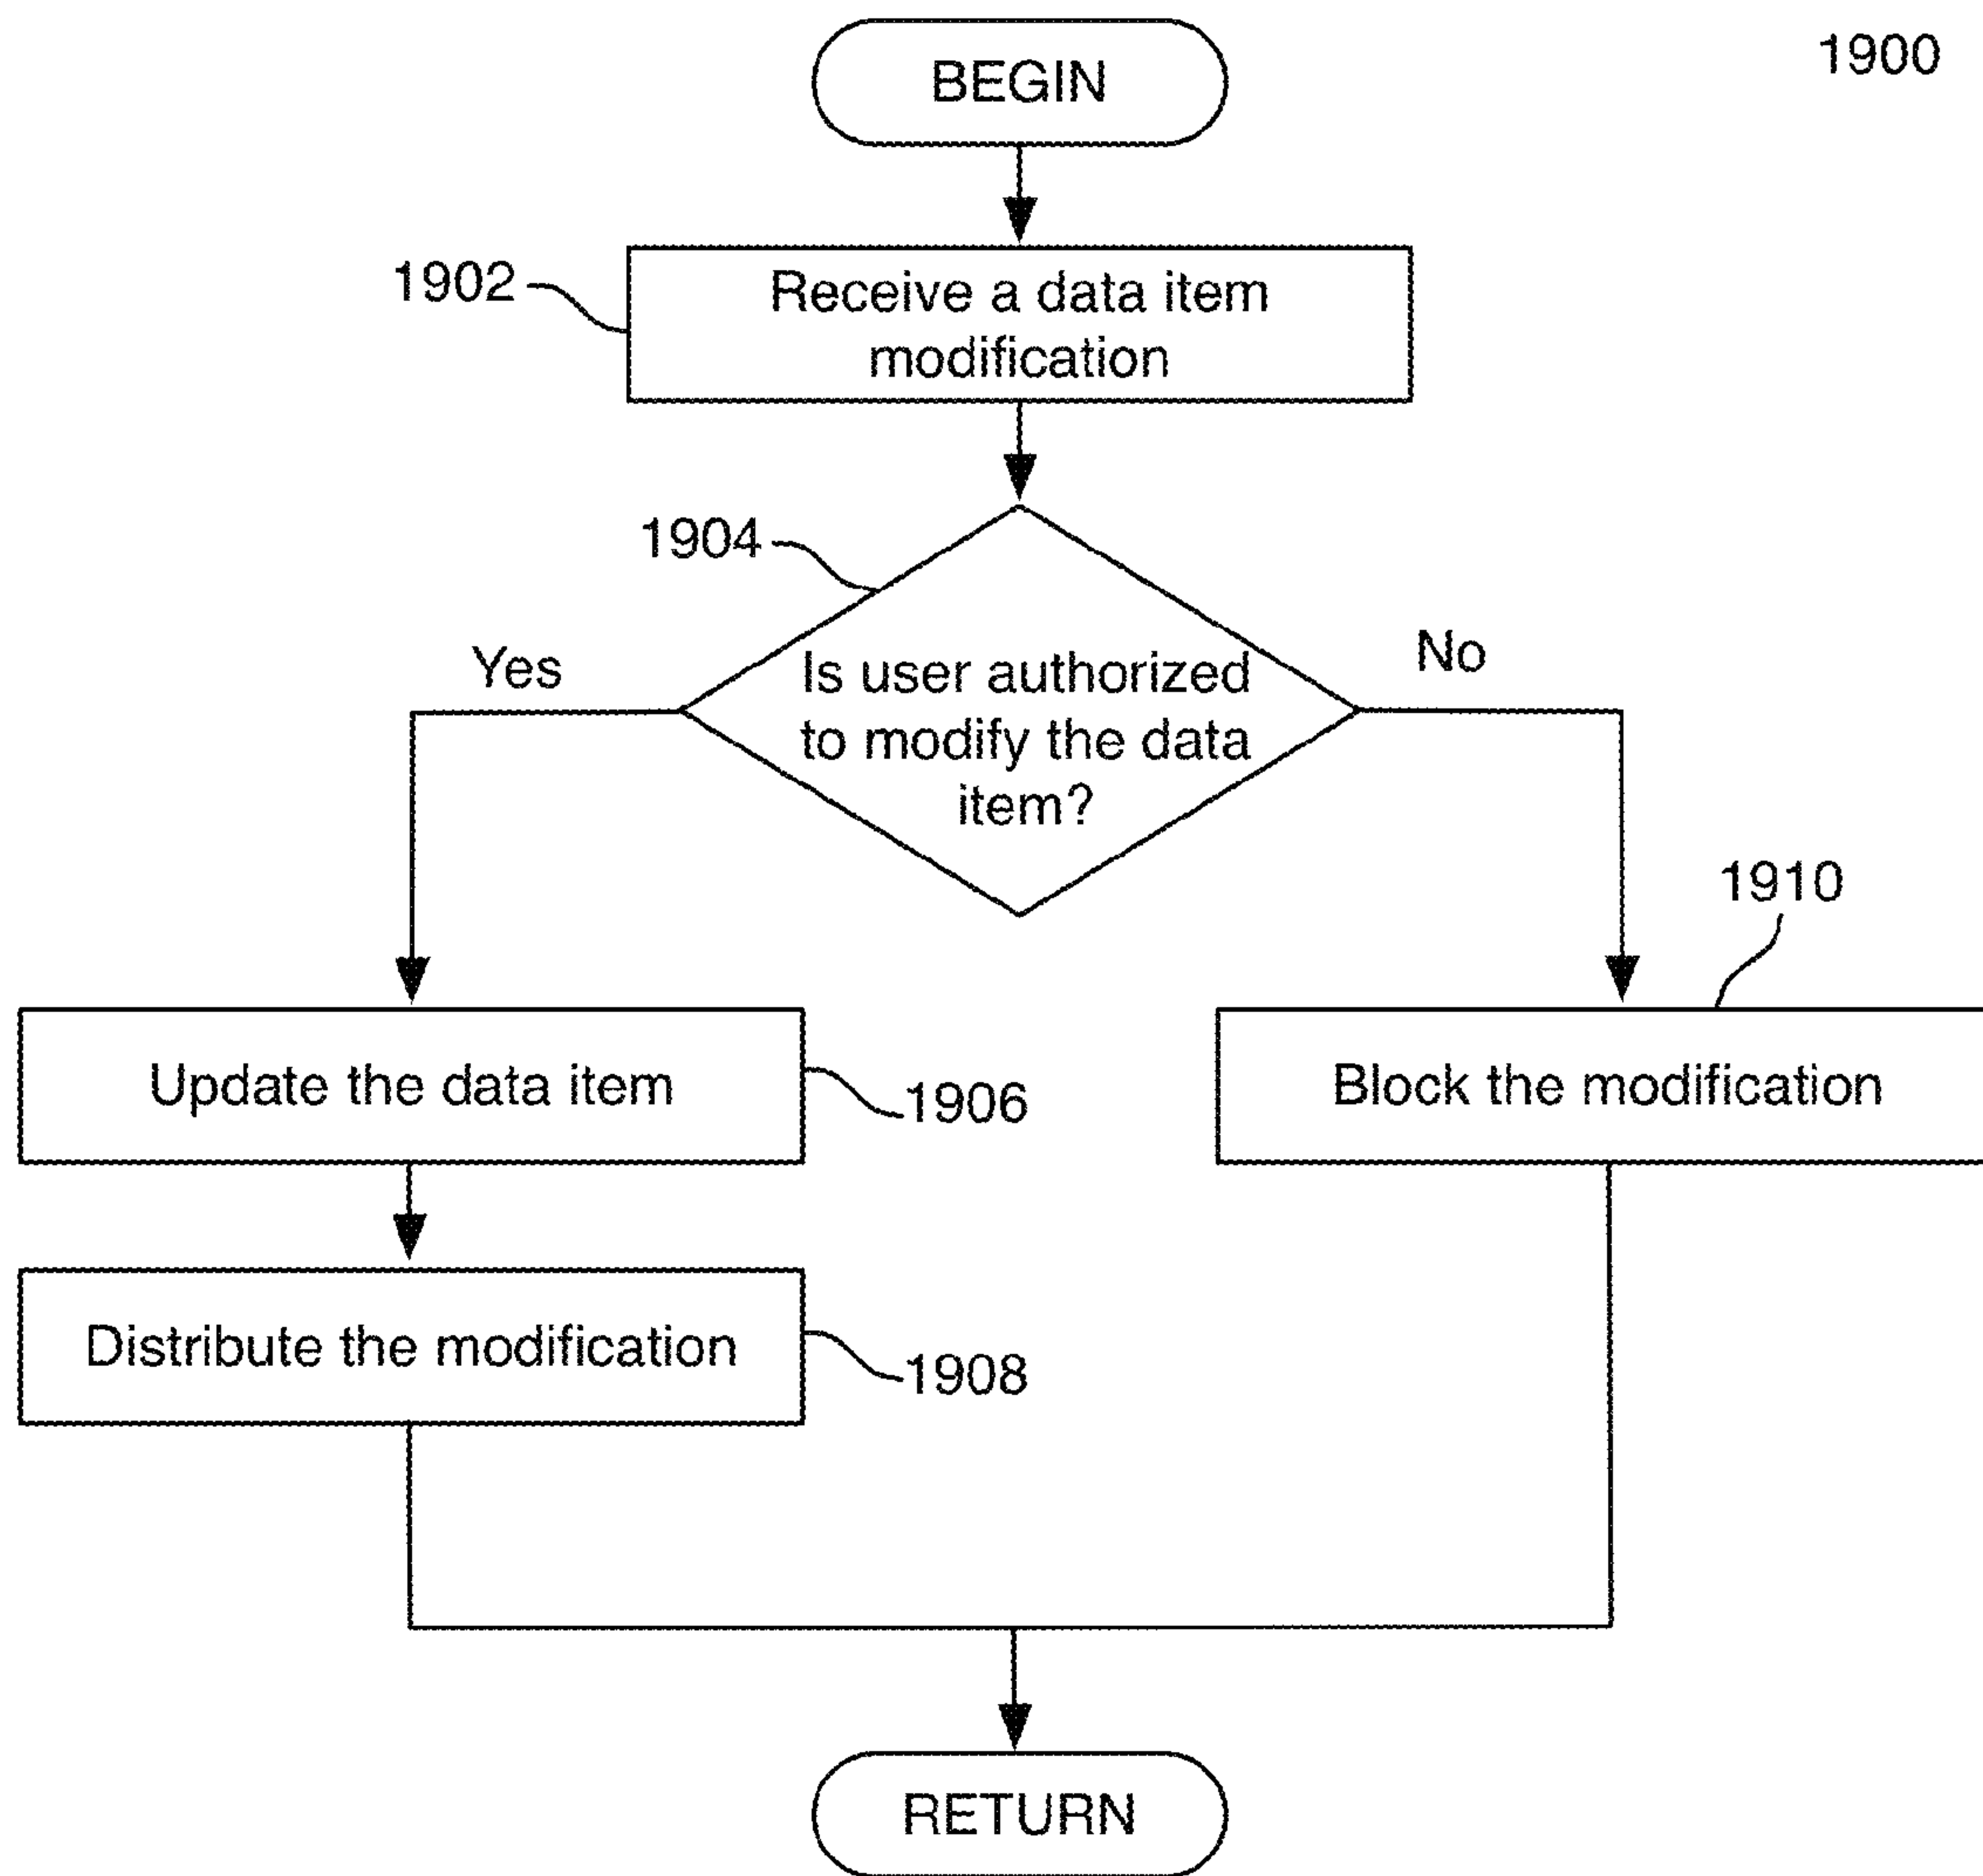 BEGIN
1900
1902
Receive a data item
modification
1904
Yes
Is user authorized
to modify the data
item?
No
1910
Update the data item
1906
Block the modification
Distribute the modification
1908
RETURN